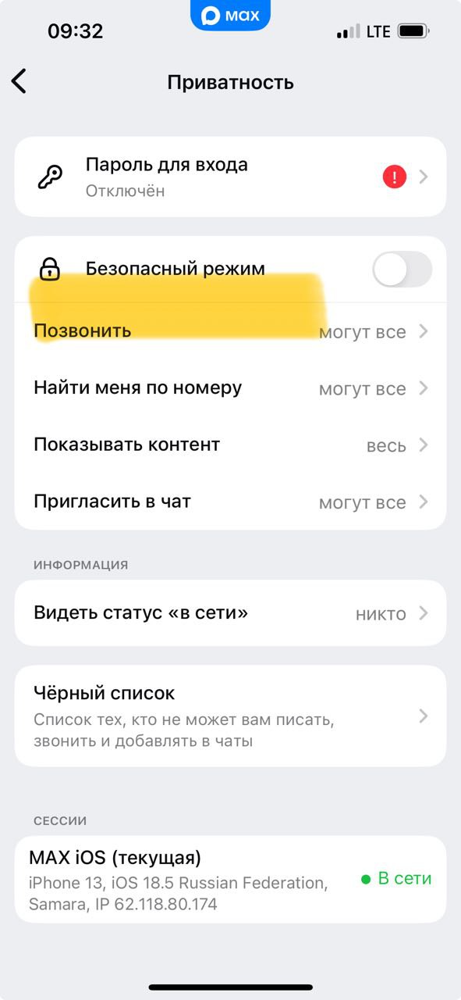 max
09:32
LTE
Приватность
Пароль для входа
Отключён
!
Безопасный режим
Позвонить могут все
Найти меня по номеру могут все
Показывать контент весь
Пригласить в чат могут все
ИНФОРМАЦИЯ
Видеть статус «в сети» никто
Чёрный список
Список тех, кто не может вам писать,
звонить и добавлять в чаты
СЕССИИ
MAX iOS (текущая)
iPhone 13, iOS 18.5 Russian Federation,
Samara, IP 62.118.80.174
В сети